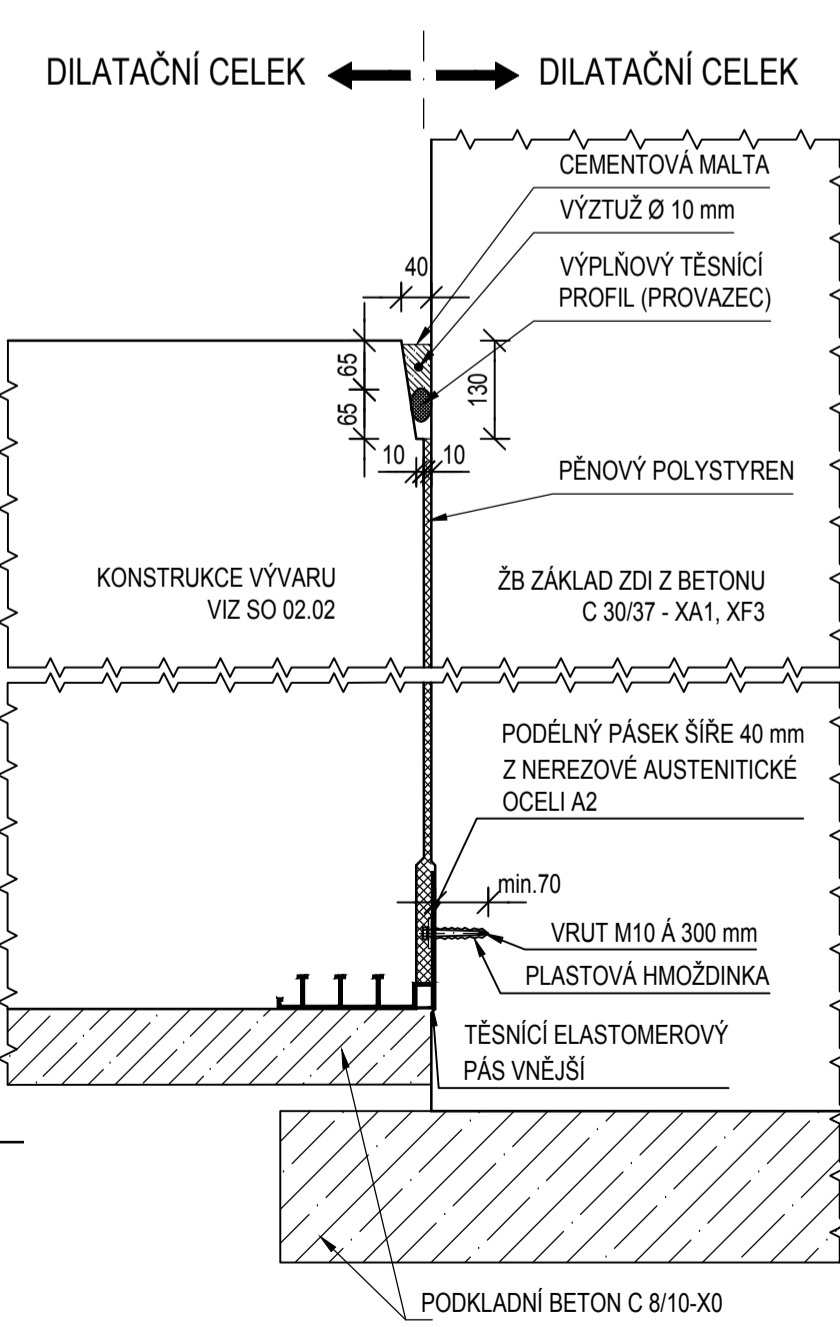 DILATAČNÍ CELEK
DILATAČNÍ CELEK
CEMENTOVÁ MALTA
VÝZTUŽ Ø 10 mm
VÝPLŇOVÝ TĚSNÍCÍ
PROFIL (PROVAZEC)
40
65
65
130
10
10
PĚNOVÝ POLYSTYREN
KONSTRUKCE VÝVARU
VIZ SO 02.02
ŽB ZÁKLAD ZDI Z BETONU
C 30/37 - XA1, XF3
PODÉLNÝ PÁSEK ŠÍŘE 40 mm
Z NEREZOVÉ AUSTENITICKÉ
OCELI A2
min.70
VRUT M10 Á 300 mm
PLASTOVÁ HMOŽDINKA
TĚSNÍCÍ ELASTOMEROVÝ
PÁS VNĚJŠÍ
PODKLADNÍ BETON C 8/10-X0